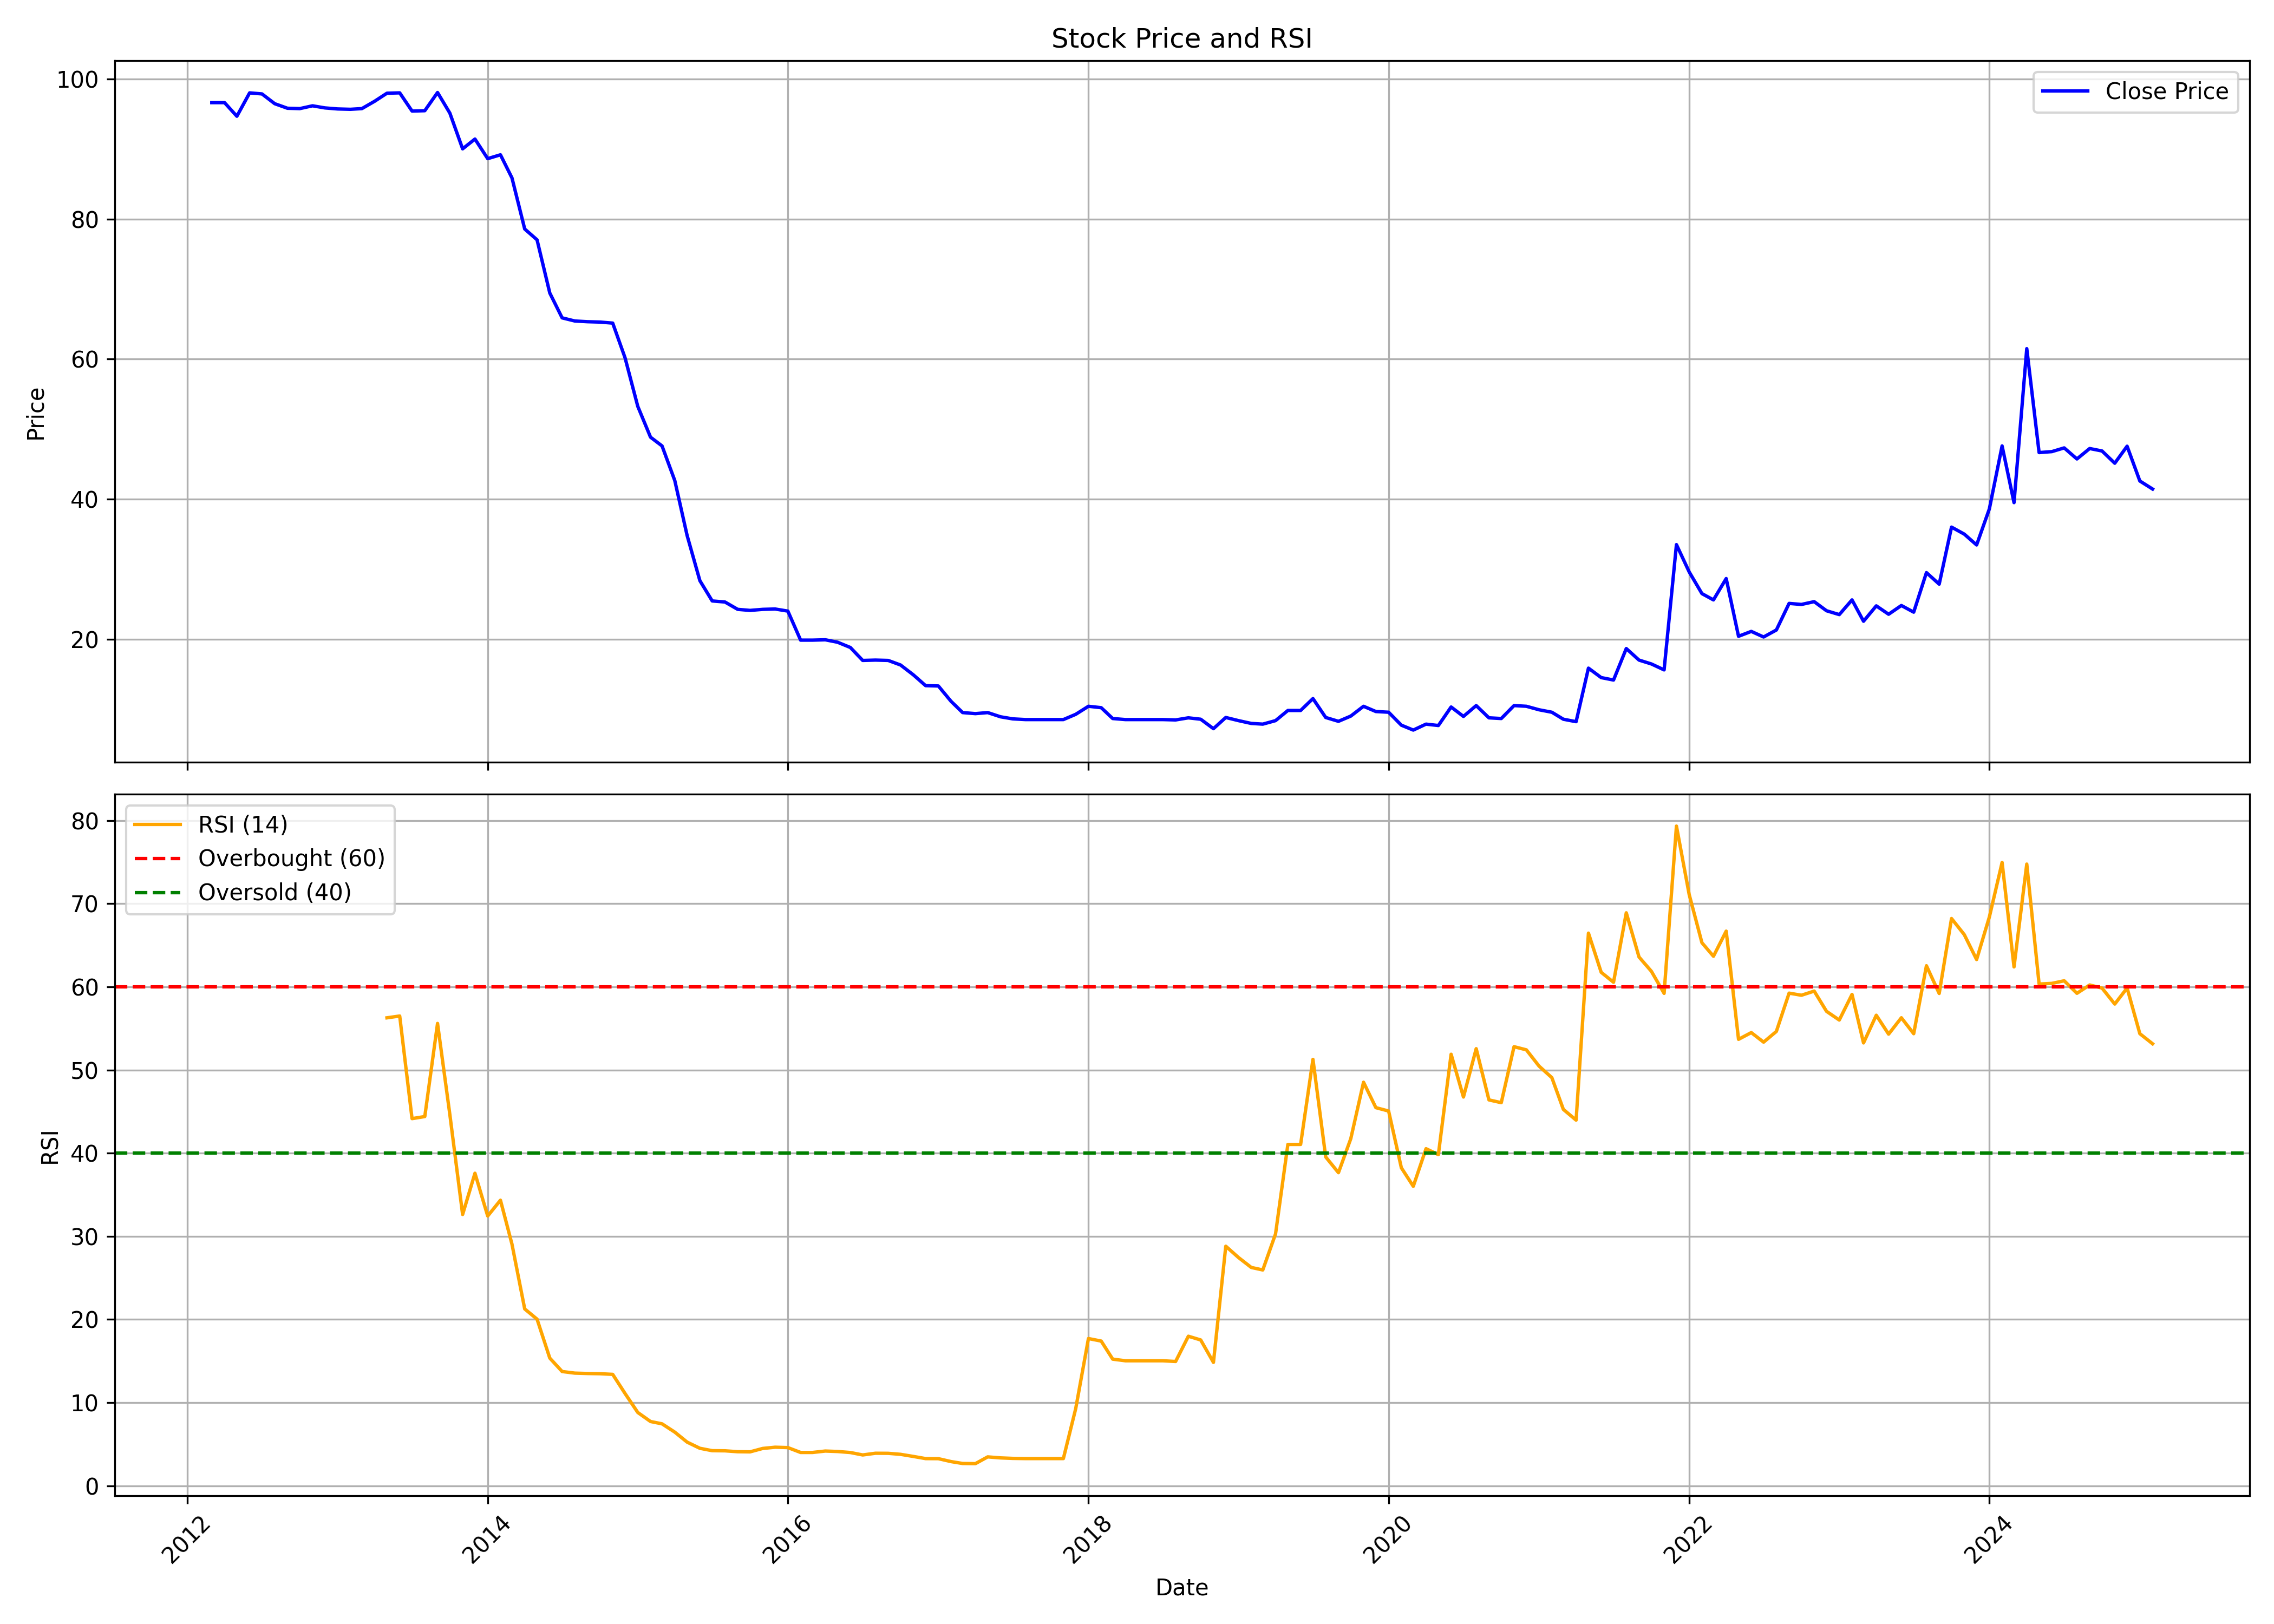 Stock Price and RSI
100
80
60
40
20
Price
Close Price
80
70
60
50
40
30
20
10
0
RSI
RSI (14)
Overbought (60)
Oversold (40)
2012
2014
2016
2018
2020
2022
2024
Date